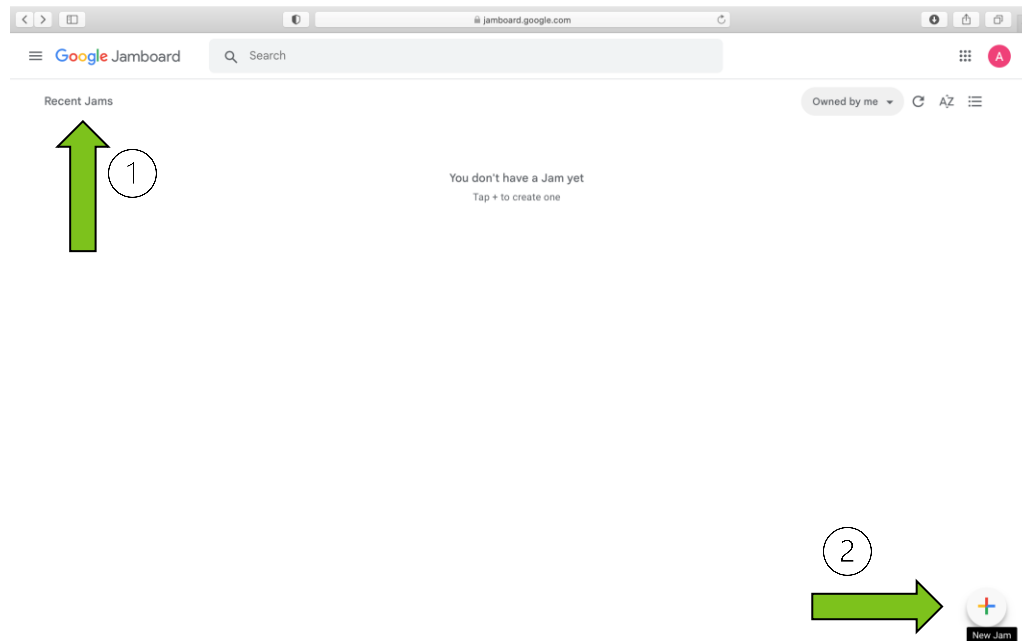 jamboard.google.com
Google Jamboard
Search
A
Recent Jams
Owned by me
AZ
1
You don't have a Jam yet
Tap + to create one
2
New Jam